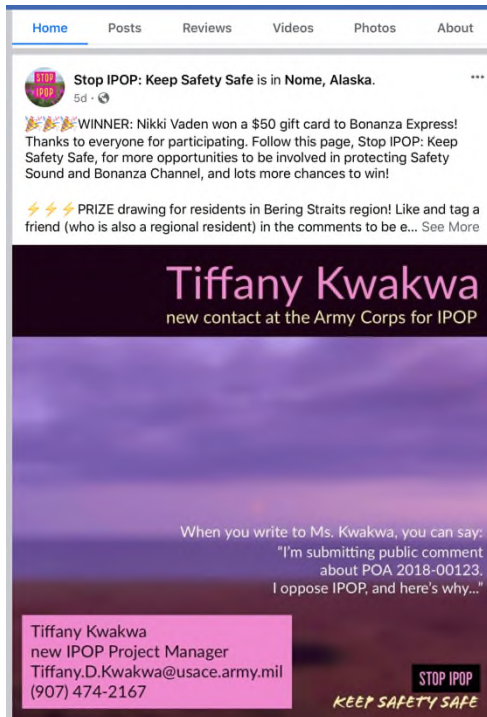 Home Posts Reviews Videos Photos About
STOP
IPOP
Stop IPOP: Keep Safety Safe is in Nome, Alaska.
5d ·
🎉🎉🎉WINNER: Nikki Vaden won a $50 gift card to Bonanza Express!
Thanks to everyone for participating. Follow this page, Stop IPOP: Keep
Safety Safe, for more opportunities to be involved in protecting Safety
Sound and Bonanza Channel, and lots more chances to win!
⚡⚡⚡PRIZE drawing for residents in Bering Straits region! Like and tag a
friend (who is also a regional resident) in the comments to be e... See More
Tiffany Kwakwa
new contact at the Army Corps for IPOP
When you write to Ms. Kwakwa, you can say:
"I'm submitting public comment
about POA 2018-00123.
I oppose IPOP, and here's why..."
Tiffany Kwakwa
new IPOP Project Manager
Tiffany.D.Kwakwa@usace.army.mil
(907) 474-2167
STOP IPOP
KEEP SAFETY SAFE